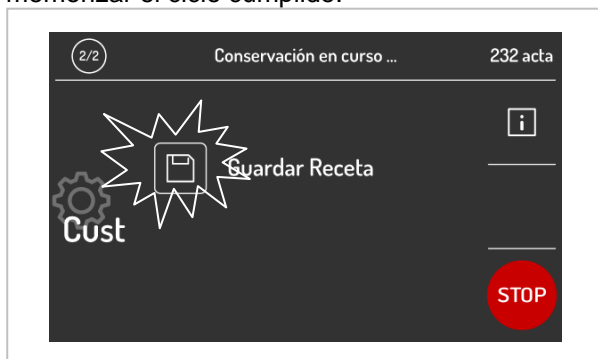 memorizar el ciclo cumplido.
2/2 Conservación en curso ... 232 acta
i
Guardar Receta
Cust
STOP